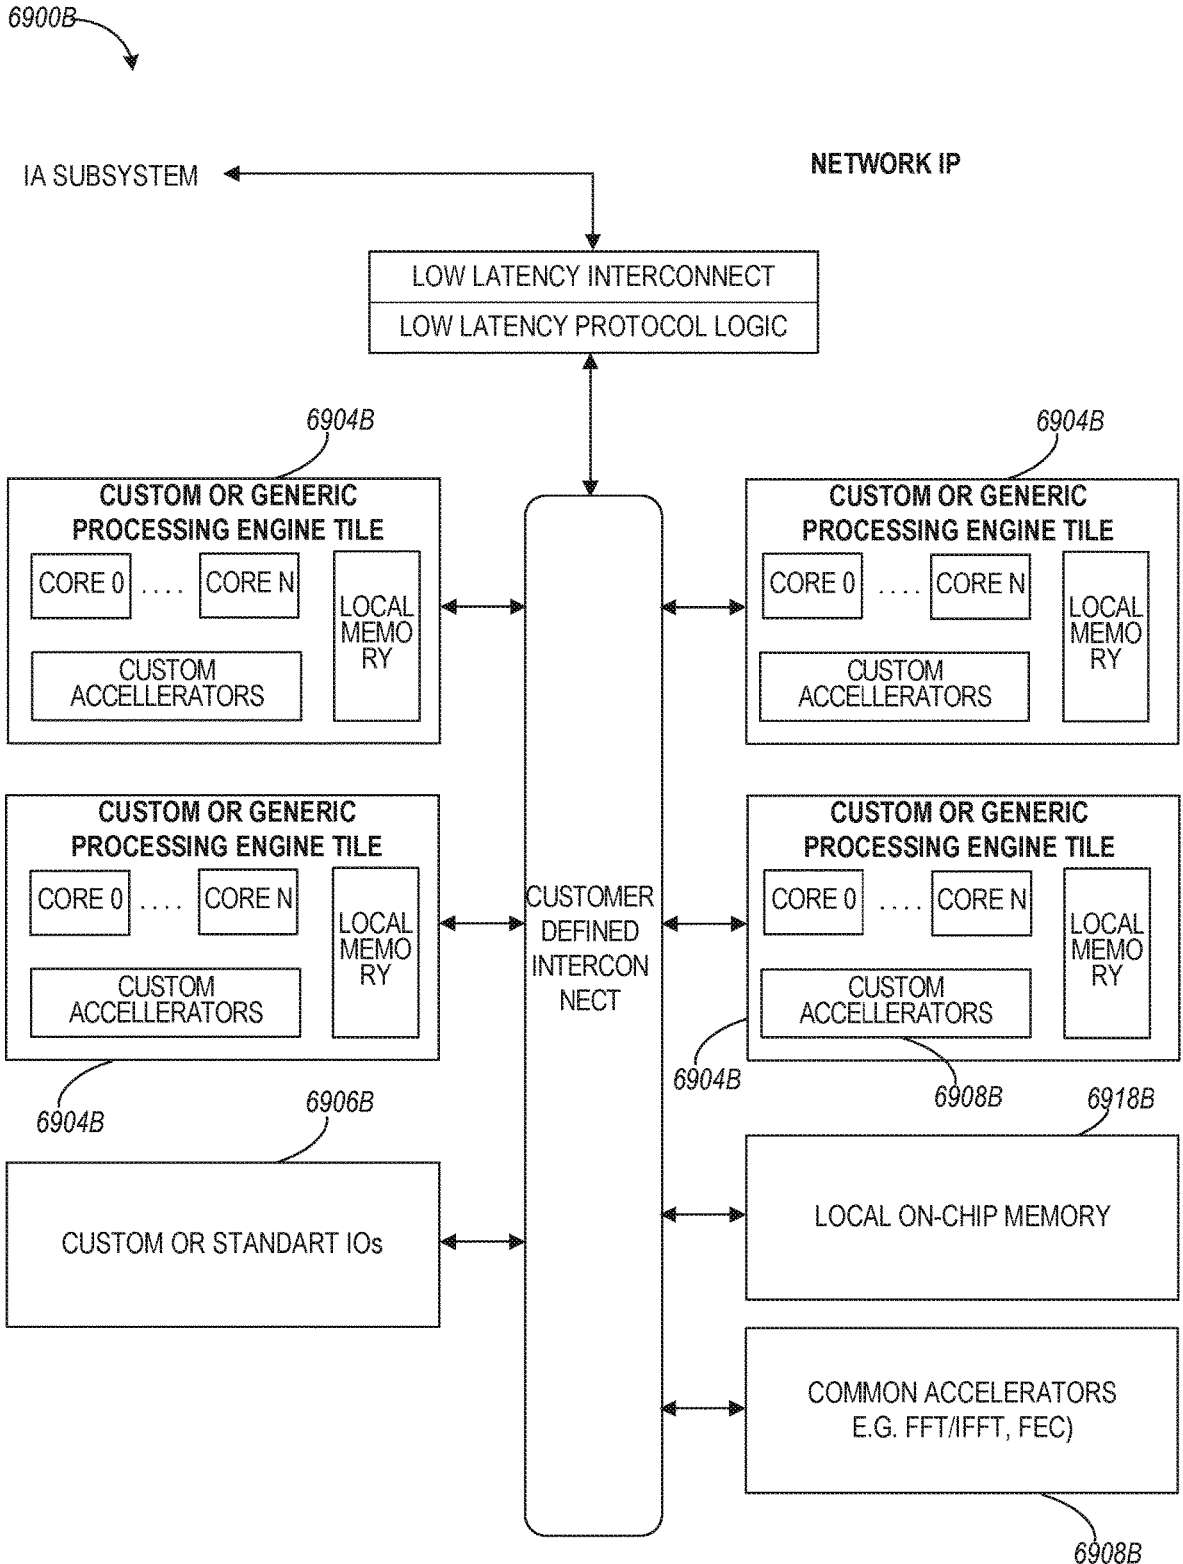 6900B
IA SUBSYSTEM
NETWORK IP
LOW LATENCY INTERCONNECT
LOW LATENCY PROTOCOL LOGIC
6904B
CUSTOM OR GENERIC
PROCESSING ENGINE TILE
CORE 0
....
CORE N
LOCAL
MEMO
RY
CUSTOM
ACCELLERATORS
6904B
CUSTOM OR GENERIC
PROCESSING ENGINE TILE
CORE 0
....
CORE N
LOCAL
MEMO
RY
CUSTOM
ACCELLERATORS
CUSTOM OR GENERIC
PROCESSING ENGINE TILE
CORE 0
....
CORE N
LOCAL
MEMO
RY
CUSTOM
ACCELLERATORS
6904B
CUSTOMER
DEFINED
INTERCON
NECT
CUSTOM OR GENERIC
PROCESSING ENGINE TILE
CORE 0
....
CORE N
LOCAL
MEMO
RY
CUSTOM
ACCELLERATORS
6904B
6908B
6906B
CUSTOM OR STANDART IOs
6918B
LOCAL ON-CHIP MEMORY
COMMON ACCELERATORS
E.G. FFT/IFFT, FEC)
6908B